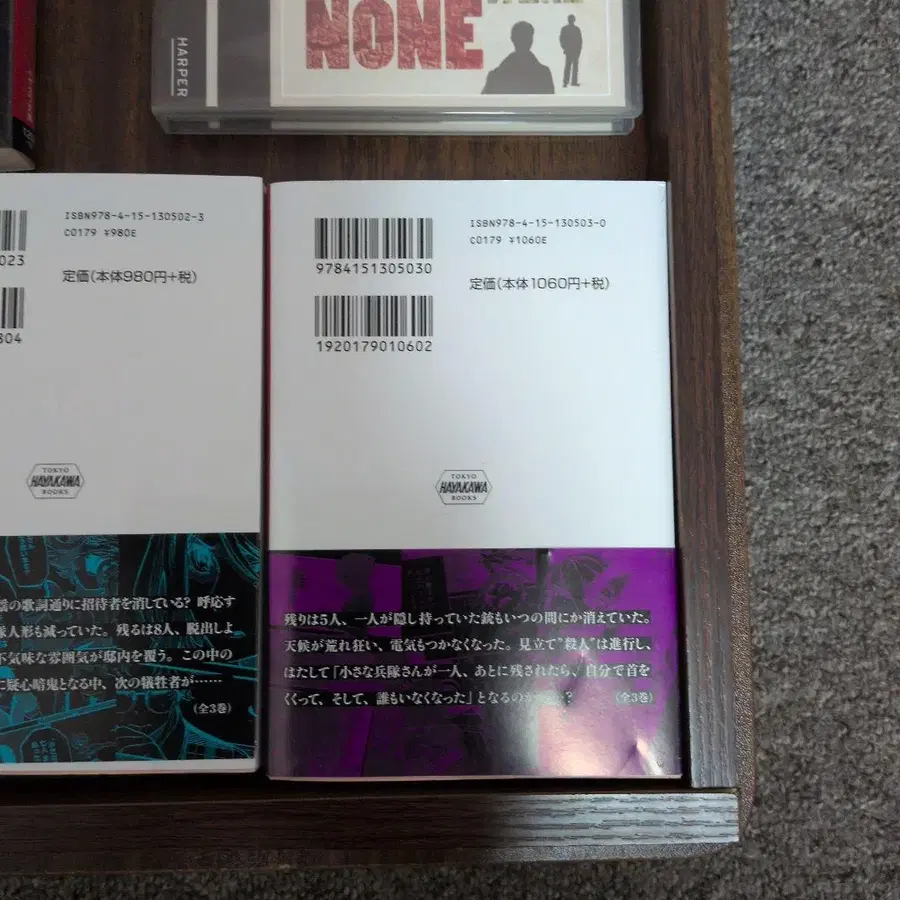 NONE
HARPER
ISBN978-4-15-130502-3
C0179 ¥980E
023
定価(本体980円+税)
804
TOKYO
HAYAKAWA
BOOKS
の歌詞通りに招待者を消している? 呼応す
人形も減っていた。残るは8人、脱出しよ
不気味な雰囲気が邸内を覆う。この中の
に疑心暗鬼となる中、次の犠牲者が……
(全3巻)
ISBN978-4-15-130503-0
C0179 ¥1060E
9784151305030
定価(本体1060円+税)
1920179010602
TOKYO
HAYAKAWA
BOOKS
残りは5人、一人が隠し持っていた銃もいつの間にか消えていた。
天候が荒れ狂い、電気もつかなくなった。見立て“殺人”は進行し、
はたして「小さな兵隊さんが一人、あとに残されたら、自分で首を
くくって、そして、誰もいなくなった」となるのか ?
(全3巻)